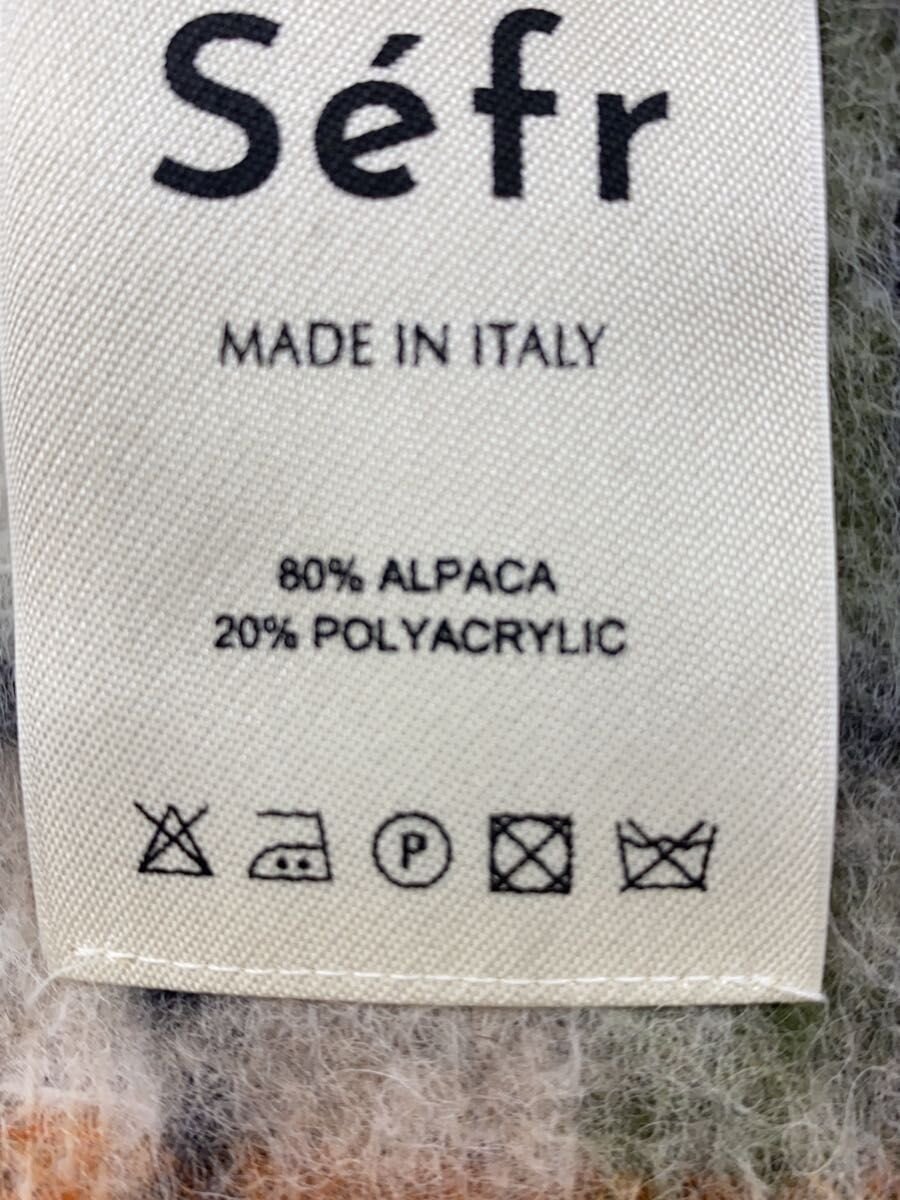 Séfr
MADE IN ITALY
80% ALPACA
20% POLYACRYLIC
P